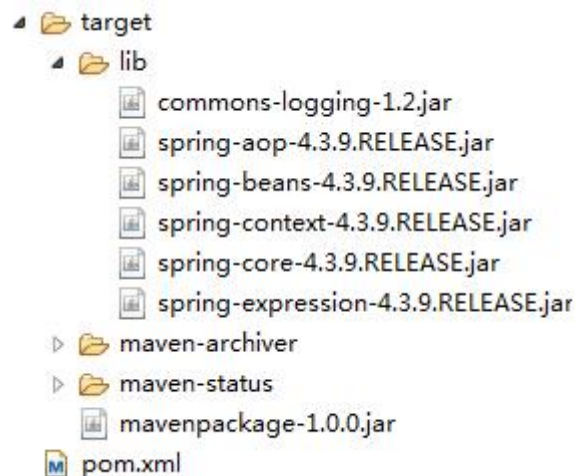 target
lib
commons-logging-1.2.jar
spring-aop-4.3.9.RELEASE.jar
spring-beans-4.3.9.RELEASE.jar
spring-context-4.3.9.RELEASE.jar
spring-core-4.3.9.RELEASE.jar
spring-expression-4.3.9.RELEASE.jar
maven-archiver
maven-status
mavenpackage-1.0.0.jar
M pom.xml